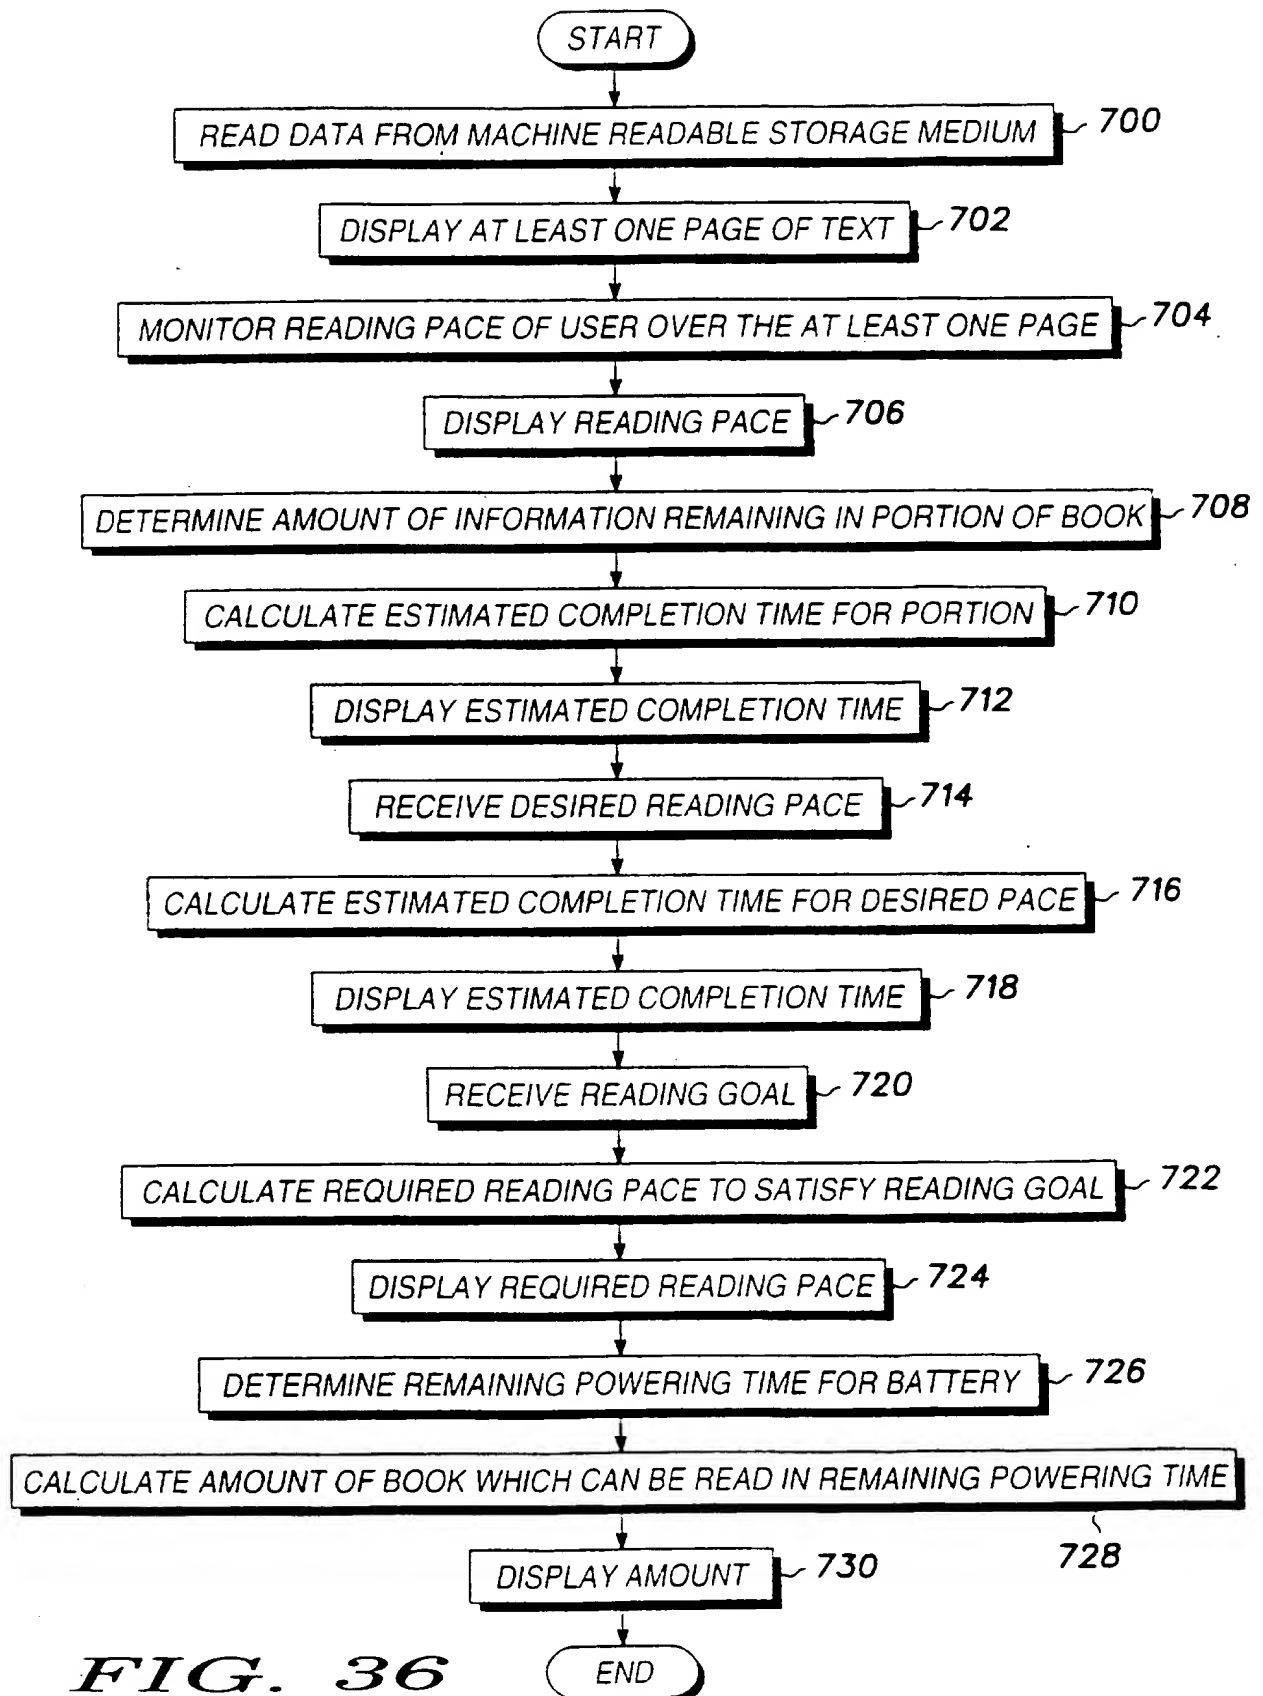 START
READ DATA FROM MACHINE READABLE STORAGE MEDIUM 700
DISPLAY AT LEAST ONE PAGE OF TEXT 702
MONITOR READING PACE OF USER OVER THE AT LEAST ONE PAGE 704
DISPLAY READING PACE 706
DETERMINE AMOUNT OF INFORMATION REMAINING IN PORTION OF BOOK 708
CALCULATE ESTIMATED COMPLETION TIME FOR PORTION 710
DISPLAY ESTIMATED COMPLETION TIME 712
RECEIVE DESIRED READING PACE 714
CALCULATE ESTIMATED COMPLETION TIME FOR DESIRED PACE 716
DISPLAY ESTIMATED COMPLETION TIME 718
RECEIVE READING GOAL 720
CALCULATE REQUIRED READING PACE TO SATISFY READING GOAL 722
DISPLAY REQUIRED READING PACE 724
DETERMINE REMAINING POWERING TIME FOR BATTERY 726
CALCULATE AMOUNT OF BOOK WHICH CAN BE READ IN REMAINING POWERING TIME
728
DISPLAY AMOUNT 730
FIG. 36
END